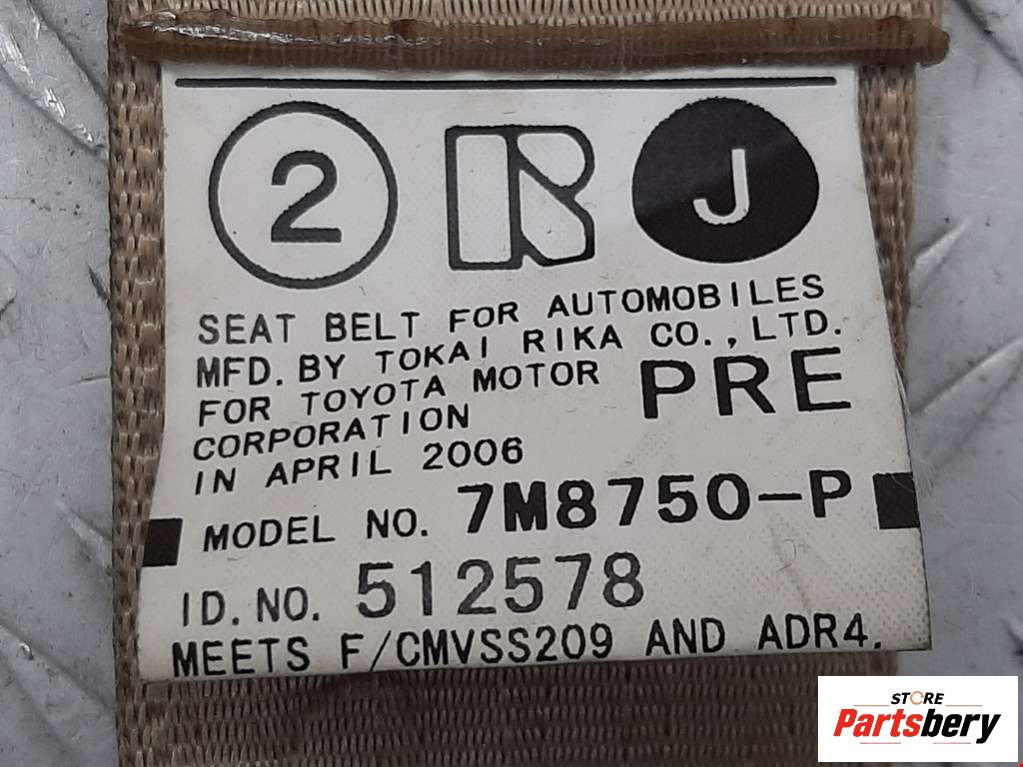 2 R J
SEAT BELT FOR AUTOMOBILES
MFD. BY TOKAI RIKA CO., LTD.
FOR TOYOTA MOTOR PRE
CORPORATION
IN APRIL 2006
MODEL NO. 7M8750-P
ID. NO. 512578
MEETS F/CMVSS209 AND ADR4.
STORE
Partsbery